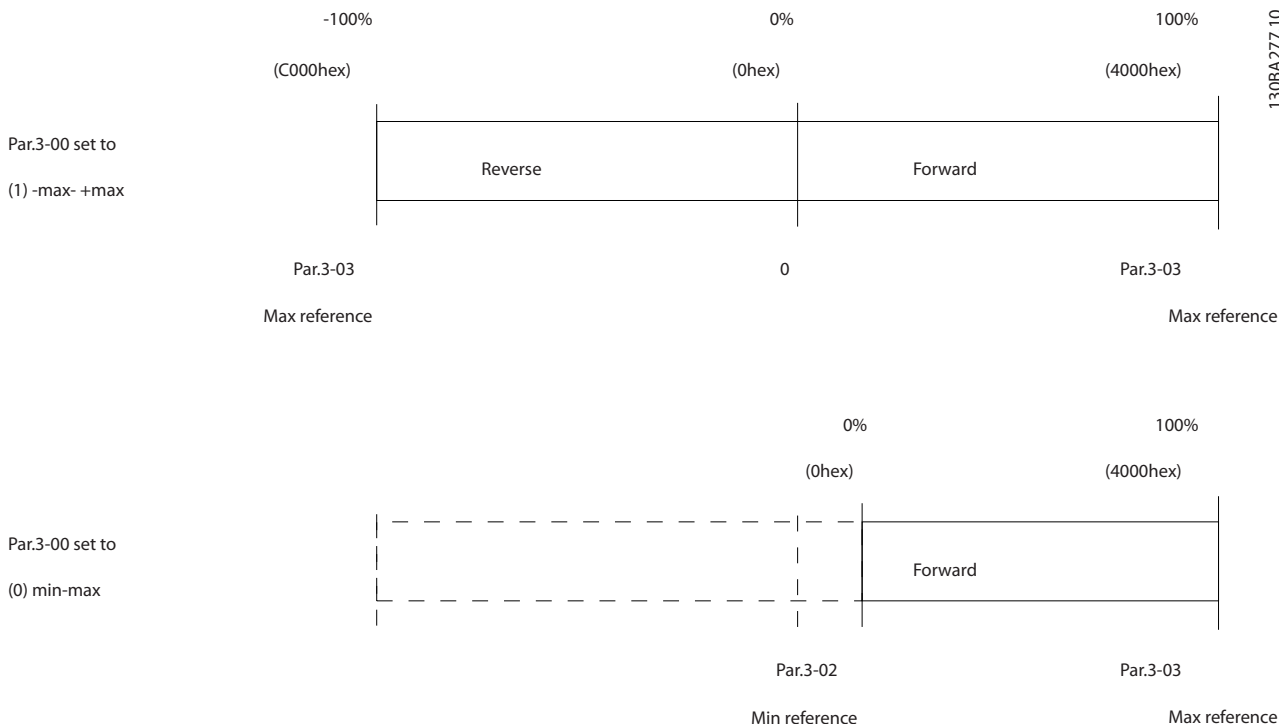 -100% 0% 100%
(C000hex) (0hex) (4000hex)
130BA277.10
Par.3-00 set to
(1) -max- +max
Reverse Forward
Par.3-03 0 Par.3-03
Max reference Max reference
0% 100%
(0hex) (4000hex)
Par.3-00 set to
(0) min-max
Forward
Par.3-02 Par.3-03
Min reference Max reference